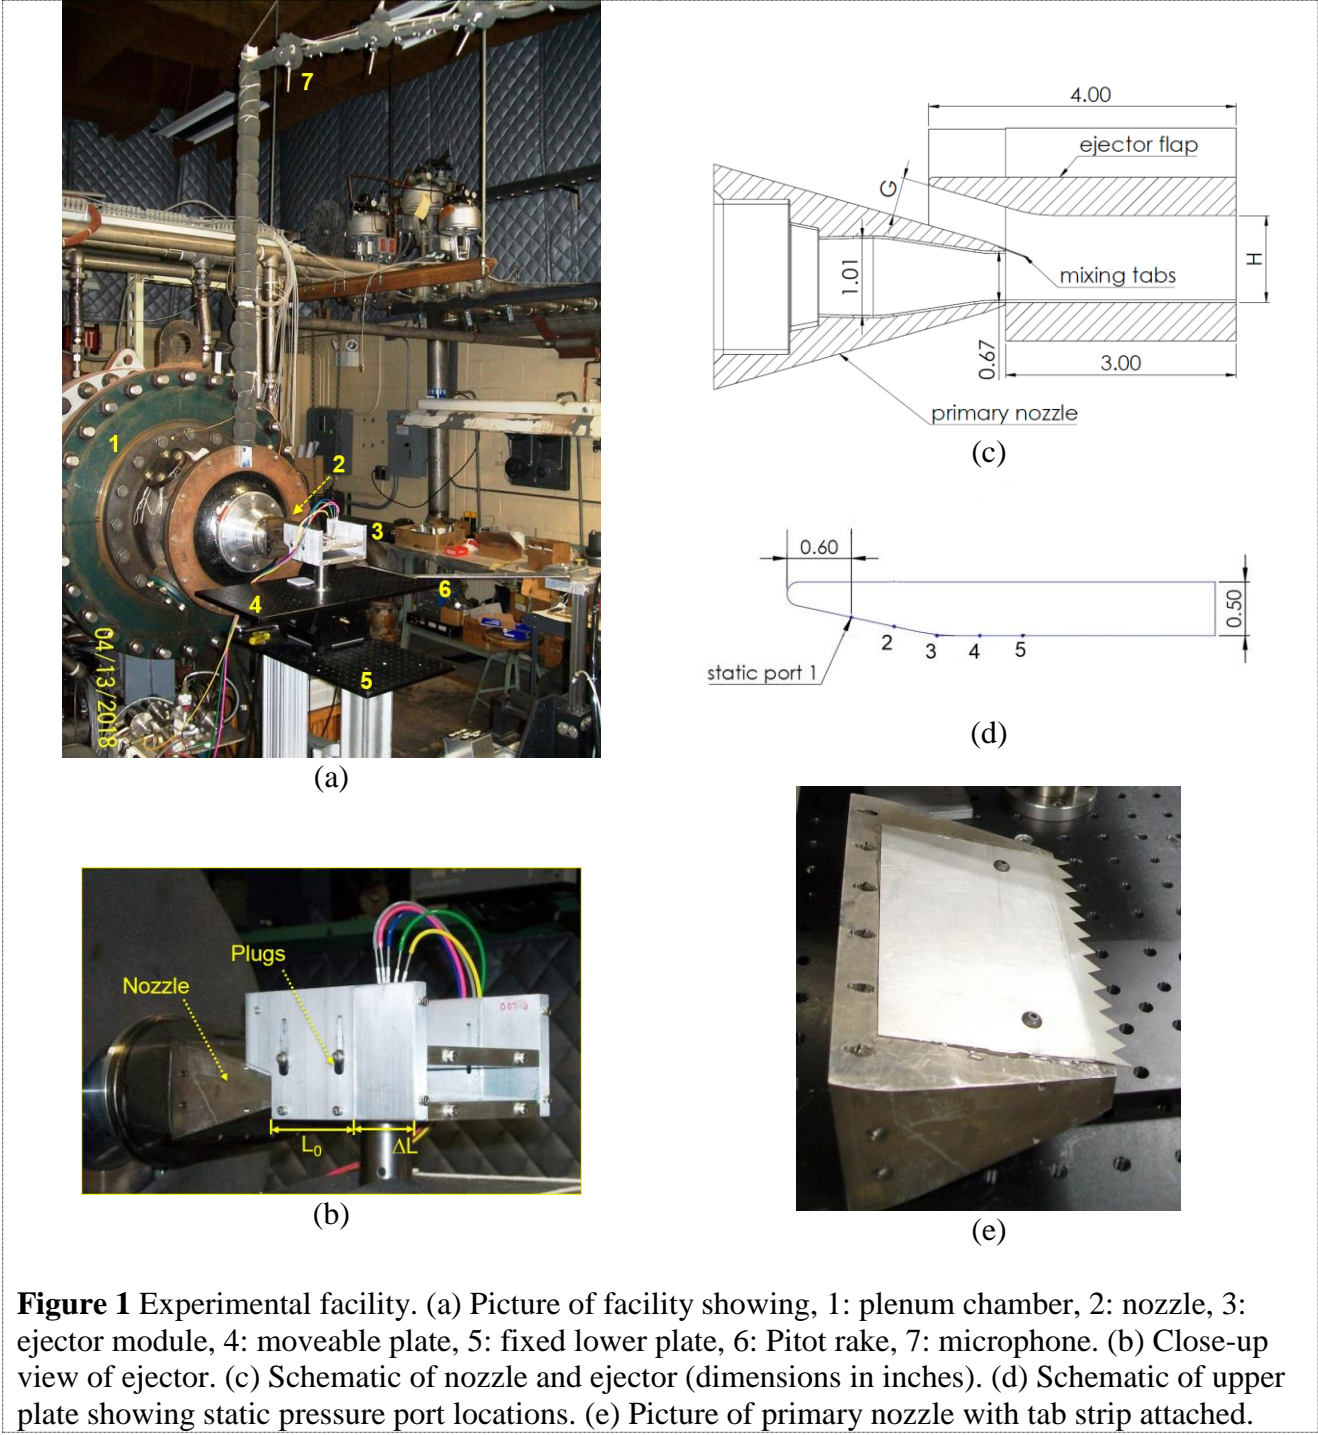 7
1
2
3
4
6
5
04/13/2018
(a)
4.00
ejector flap
G
1.01
H
mixing tabs
0.67
3.00
primary nozzle
(c)
0.60
0.50
2
3
4
5
static port 1
(d)
Plugs
Nozzle
L0
ΔL
(b)
(e)
Figure 1 Experimental facility. (a) Picture of facility showing, 1: plenum chamber, 2: nozzle, 3:
ejector module, 4: moveable plate, 5: fixed lower plate, 6: Pitot rake, 7: microphone. (b) Close-up
view of ejector. (c) Schematic of nozzle and ejector (dimensions in inches). (d) Schematic of upper
plate showing static pressure port locations. (e) Picture of primary nozzle with tab strip attached.